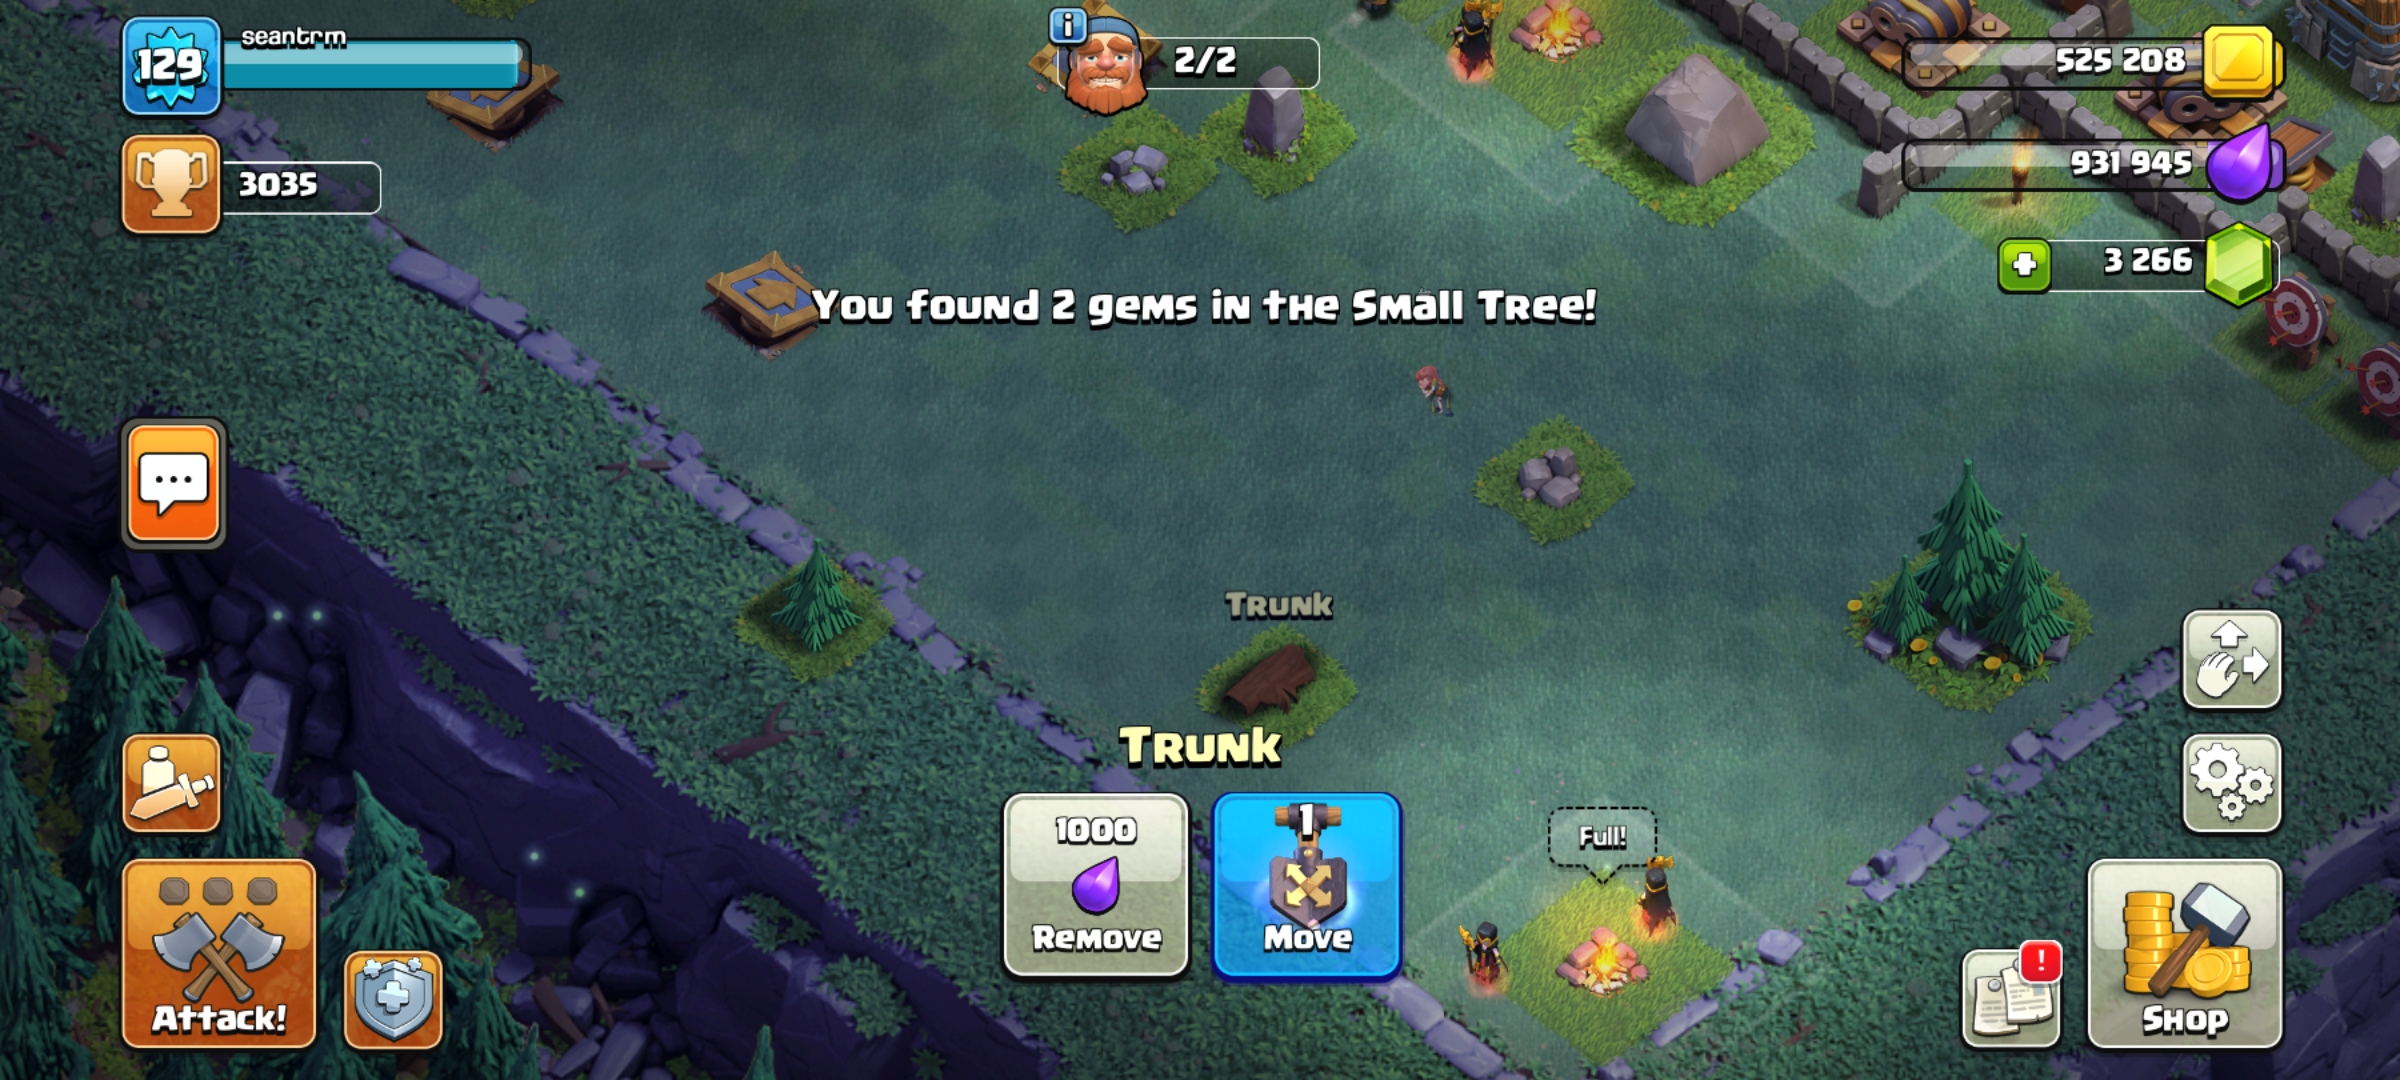 129
seantrm
2/2
525 208
3035
931 945
3 266
You found 2 gems in the Small Tree!
Trunk
Trunk
1000
Remove
1
Move
Full!
Attack!
!
Shop